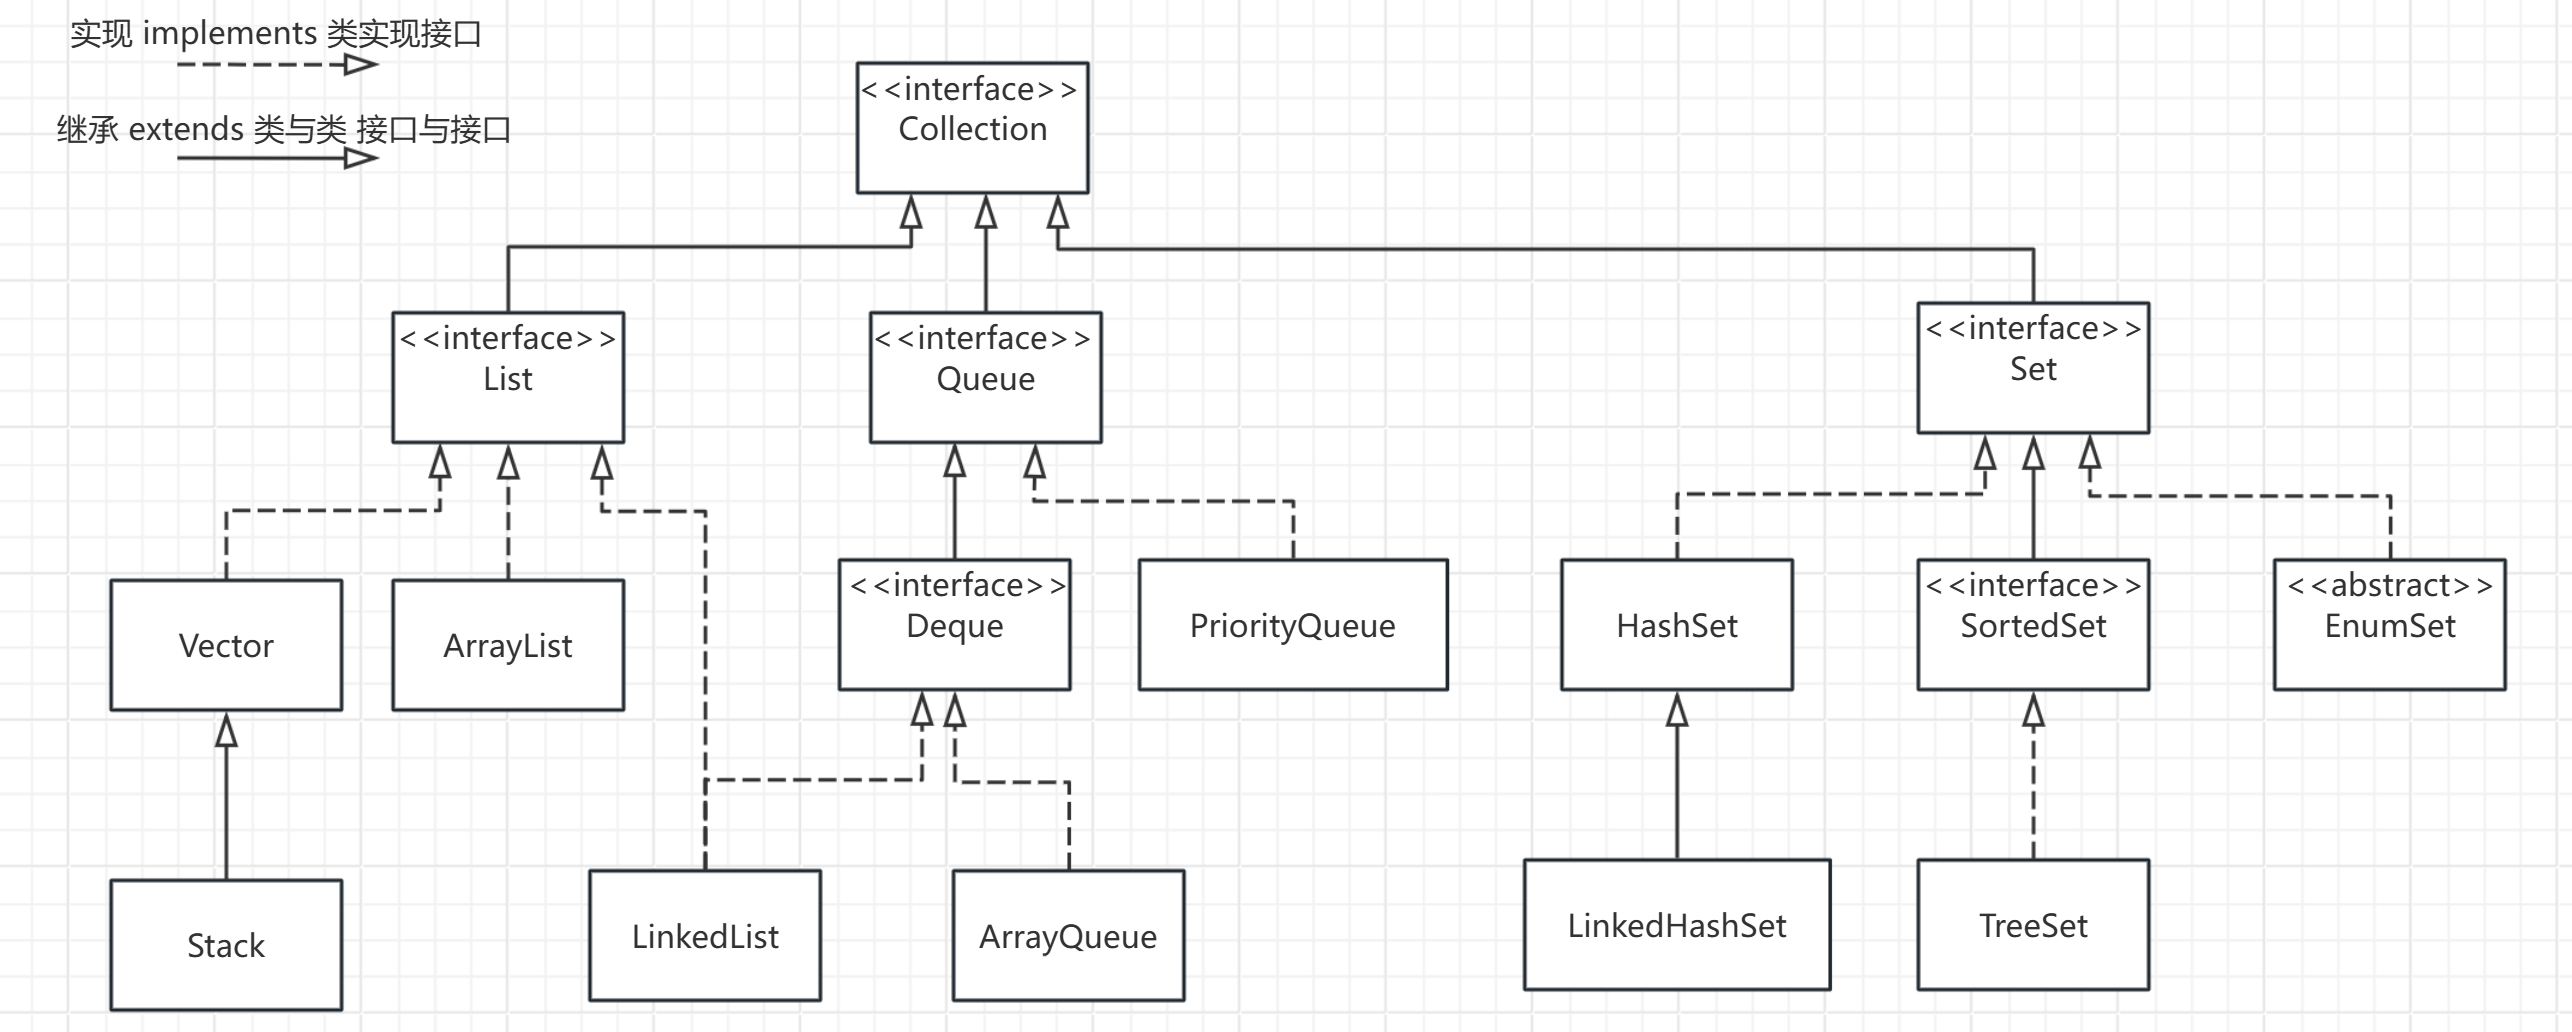 实现 implements 类实现接口
继承 extends 类与类 接口与接口
<<interface>>
Collection
<<interface>>
List
<<interface>>
Queue
<<interface>>
Set
Vector
ArrayList
<<interface>>
Deque
PriorityQueue
HashSet
<<interface>>
SortedSet
<<abstract>>
EnumSet
Stack
LinkedList
ArrayQueue
LinkedHashSet
TreeSet